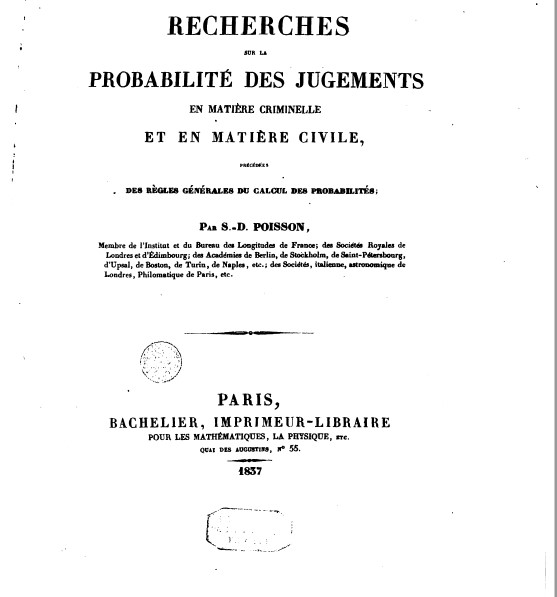 RECHERCHES
SUR LA
PROBABILITÉ DES JUGEMENTS
EN MATIÈRE CRIMINELLE
ET EN MATIÈRE CIVILE,
PRÉCÉDÉES
DES RÈGLES GÉNÉRALES DU CALCUL DES PROBABILITÉS;
PAR S.-D. POISSON,
Membre de l'Institut et du Bureau des Longitudes de France; des Sociétés Royales de
Londres et d'Édimbourg; des Académies de Berlin, de Stockholm, de Saint-Pétersbourg,
d'Upsal, de Boston, de Turin, de Naples, etc.; des Sociétés, italienne, astronomique de
Londres, Philomatique de Paris, etc.
PARIS,
BACHELIER, IMPRIMEUR-LIBRAIRE
POUR LES MATHÉMATIQUES, LA PHYSIQUE, ETC.
QUAI DES AUGUSTINS, N° 55.
1837